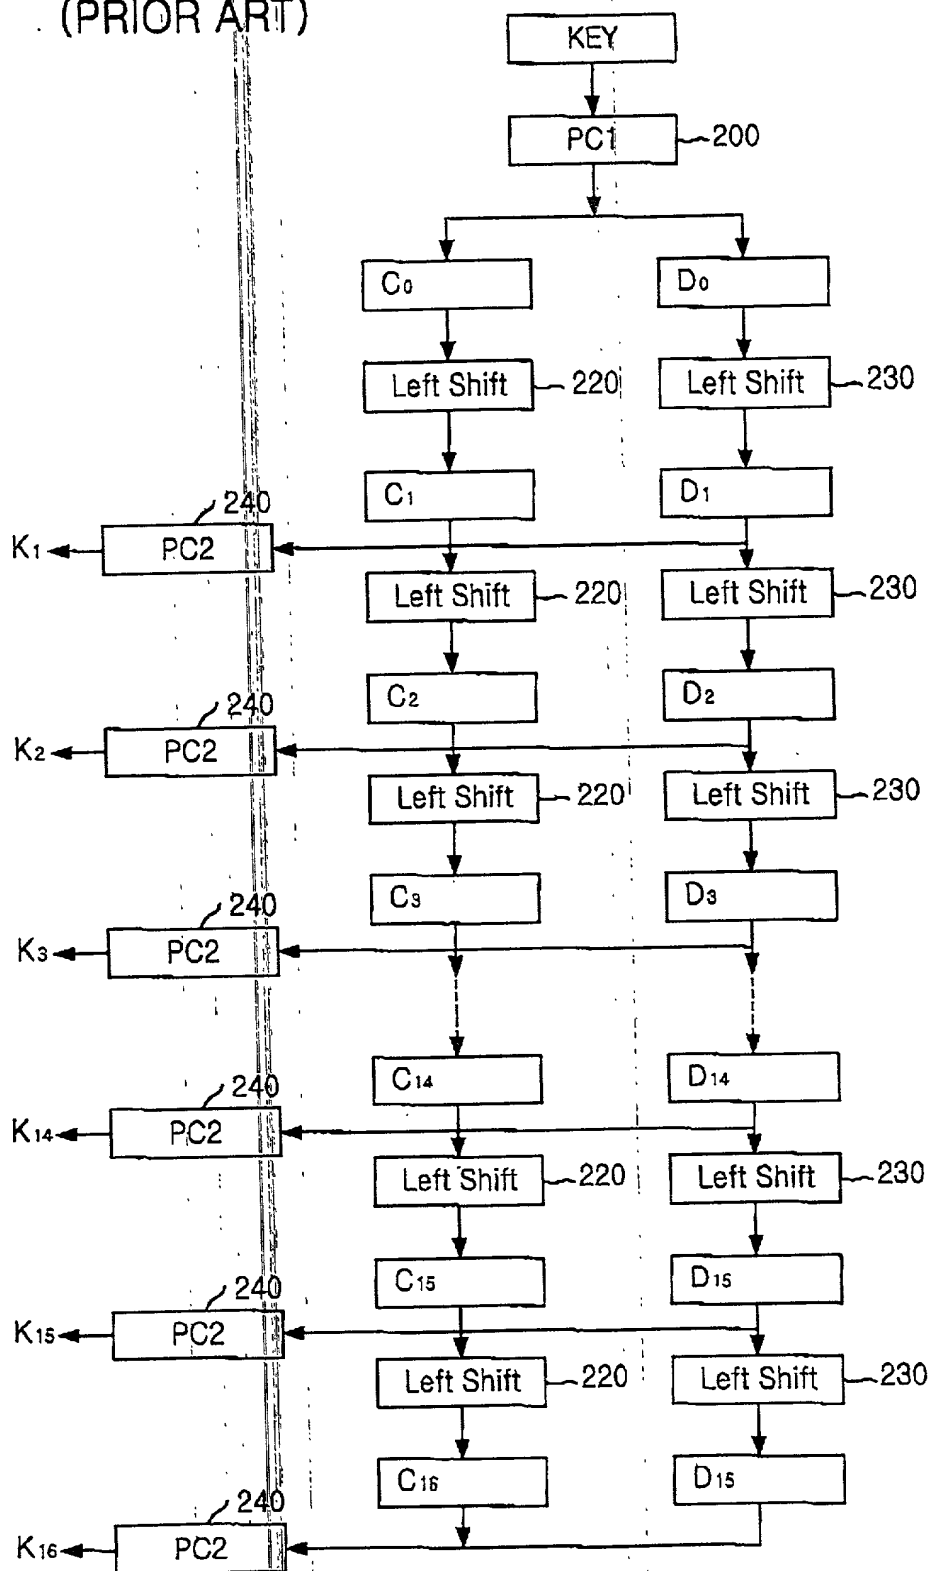 (PRIOR ART)
KEY
PC1 200
C0 D0
Left Shift 220 Left Shift 230
C1 D1
240
K1 PC2
Left Shift 220 Left Shift 230
C2 D2
240
K2 PC2
Left Shift 220 Left Shift 230
C3 D3
240
K3 PC2
C14 D14
240
K14 PC2
Left Shift 220 Left Shift 230
C15 D15
240
K15 PC2
Left Shift 220 Left Shift 230
C16 D15
240
K16 PC2